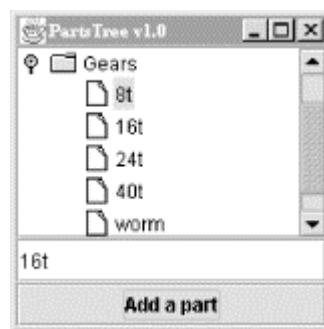 PartsTree v1.0
Gears
8t
16t
24t
40t
worm
16t
Add a part